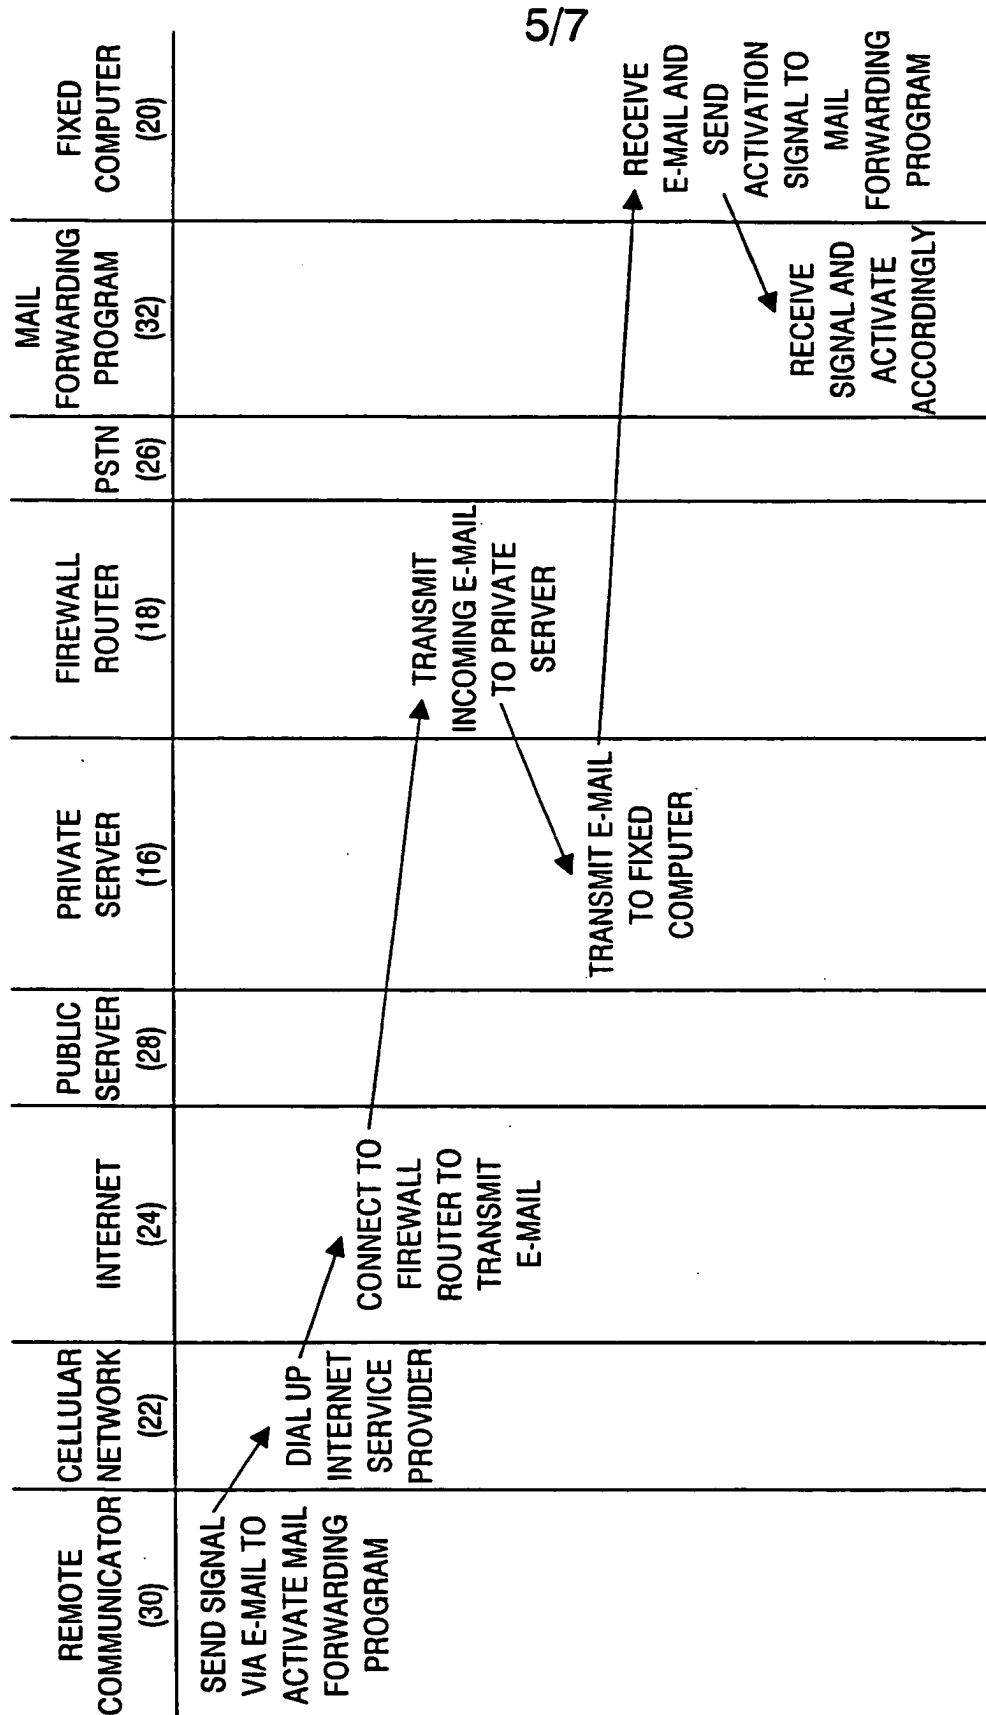 5/7
REMOTE
COMMUNICATOR
(30)
CELLULAR
NETWORK
(22)
INTERNET
(24)
PUBLIC
SERVER
(28)
PRIVATE
SERVER
(16)
FIREWALL
ROUTER
(18)
PSTN
(26)
MAIL
FORWARDING
PROGRAM
(32)
FIXED
COMPUTER
(20)
SEND SIGNAL
VIA E-MAIL TO
ACTIVATE MAIL
FORWARDING
PROGRAM
DIAL UP
INTERNET
SERVICE
PROVIDER
CONNECT TO
FIREWALL
ROUTER TO
TRANSMIT
E-MAIL
TRANSMIT
INCOMING E-MAIL
TO PRIVATE
SERVER
TRANSMIT E-MAIL
TO FIXED
COMPUTER
RECEIVE
E-MAIL AND
SEND
ACTIVATION
SIGNAL TO
MAIL
FORWARDING
PROGRAM
RECEIVE
SIGNAL AND
ACTIVATE
ACCORDINGLY